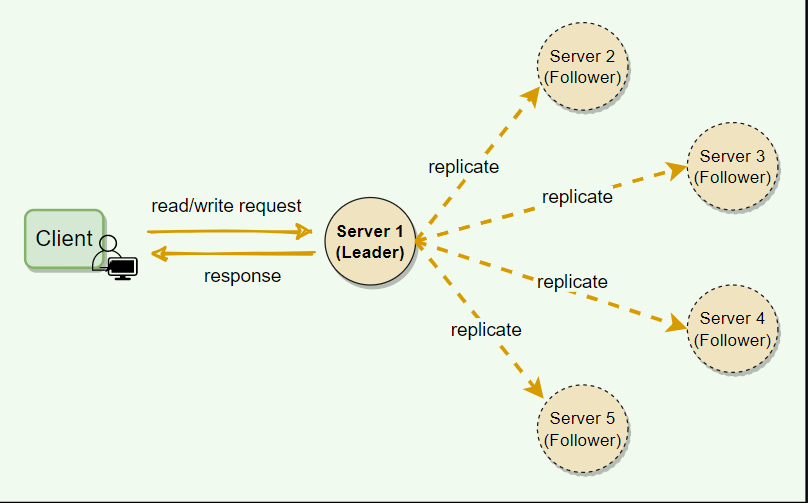 Server 2
(Follower)
Server 3
(Follower)
replicate
replicate
read/write request
Client
Server 1
(Leader)
response
replicate
replicate
Server 4
(Follower)
Server 5
(Follower)